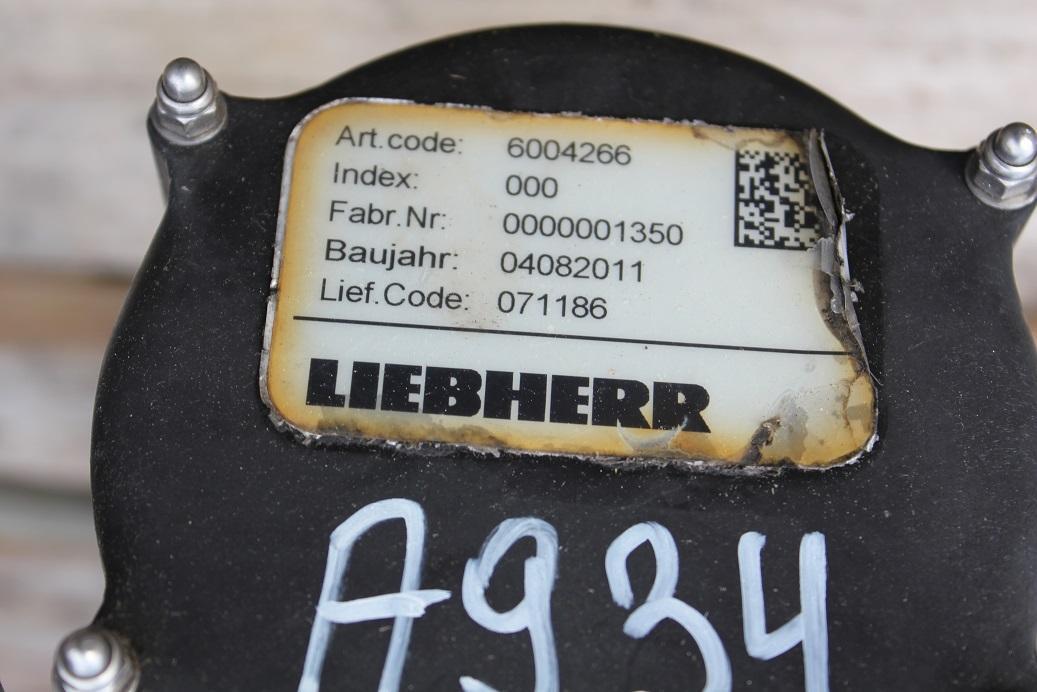 Art.code: 6004266
Index: 000
Fabr.Nr: 0000001350
Baujahr: 04082011
Lief.Code: 071186
LIEBHERR
A934